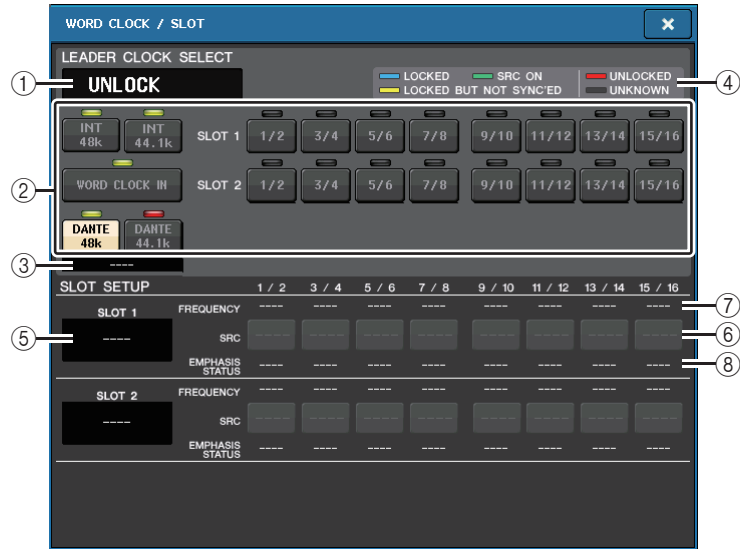 WORD CLOCK / SLOT ×
LEADER CLOCK SELECT
① UNLOCK LOCKED SRC ON UNLOCKED ④
LOCKED BUT NOT SYNC'ED UNKNOWN
INT 48k INT 44.1k SLOT 1 1/2 3/4 5/6 7/8 9/10 11/12 13/14 15/16
② WORD CLOCK IN SLOT 2 1/2 3/4 5/6 7/8 9/10 11/12 13/14 15/16
DANTE 48k DANTE 44.1k
③ ----
SLOT SETUP 1 / 2 3 / 4 5 / 6 7 / 8 9 / 10 11 / 12 13 / 14 15 / 16
SLOT 1 FREQUENCY ---- ---- ---- ---- ---- ---- ---- ---- ⑦
⑤ ---- SRC ---- ---- ---- ---- ---- ---- ---- ---- ⑥
EMPHASIS STATUS ---- ---- ---- ---- ---- ---- ---- ---- ⑧
SLOT 2 FREQUENCY ---- ---- ---- ---- ---- ---- ---- ----
---- SRC ---- ---- ---- ---- ---- ---- ---- ----
EMPHASIS STATUS ---- ---- ---- ---- ---- ---- ---- ----